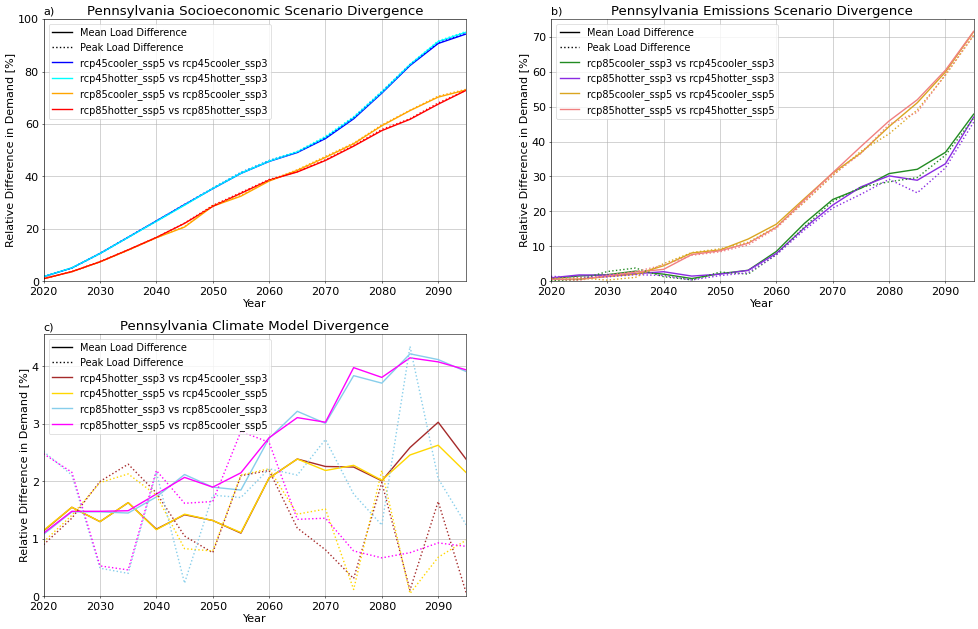 a)
Pennsylvania Socioeconomic Scenario Divergence
Relative Difference in Demand [%]
100
80
60
40
20
0
Mean Load Difference
Peak Load Difference
rcp45cooler_ssp5 vs rcp45cooler_ssp3
rcp45hotter_ssp5 vs rcp45hotter_ssp3
rcp85cooler_ssp5 vs rcp85cooler_ssp3
rcp85hotter_ssp5 vs rcp85hotter_ssp3
2020 2030 2040 2050 2060 2070 2080 2090
Year
b)
Pennsylvania Emissions Scenario Divergence
Relative Difference in Demand [%]
70
60
50
40
30
20
10
0
Mean Load Difference
Peak Load Difference
rcp85cooler_ssp3 vs rcp45cooler_ssp3
rcp85hotter_ssp3 vs rcp45hotter_ssp3
rcp85cooler_ssp5 vs rcp45cooler_ssp5
rcp85hotter_ssp5 vs rcp45hotter_ssp5
2020 2030 2040 2050 2060 2070 2080 2090
Year
c)
Pennsylvania Climate Model Divergence
Relative Difference in Demand [%]
4
3
2
1
0
Mean Load Difference
Peak Load Difference
rcp45hotter_ssp3 vs rcp45cooler_ssp3
rcp45hotter_ssp5 vs rcp45cooler_ssp5
rcp85hotter_ssp3 vs rcp85cooler_ssp3
rcp85hotter_ssp5 vs rcp85cooler_ssp5
2020 2030 2040 2050 2060 2070 2080 2090
Year